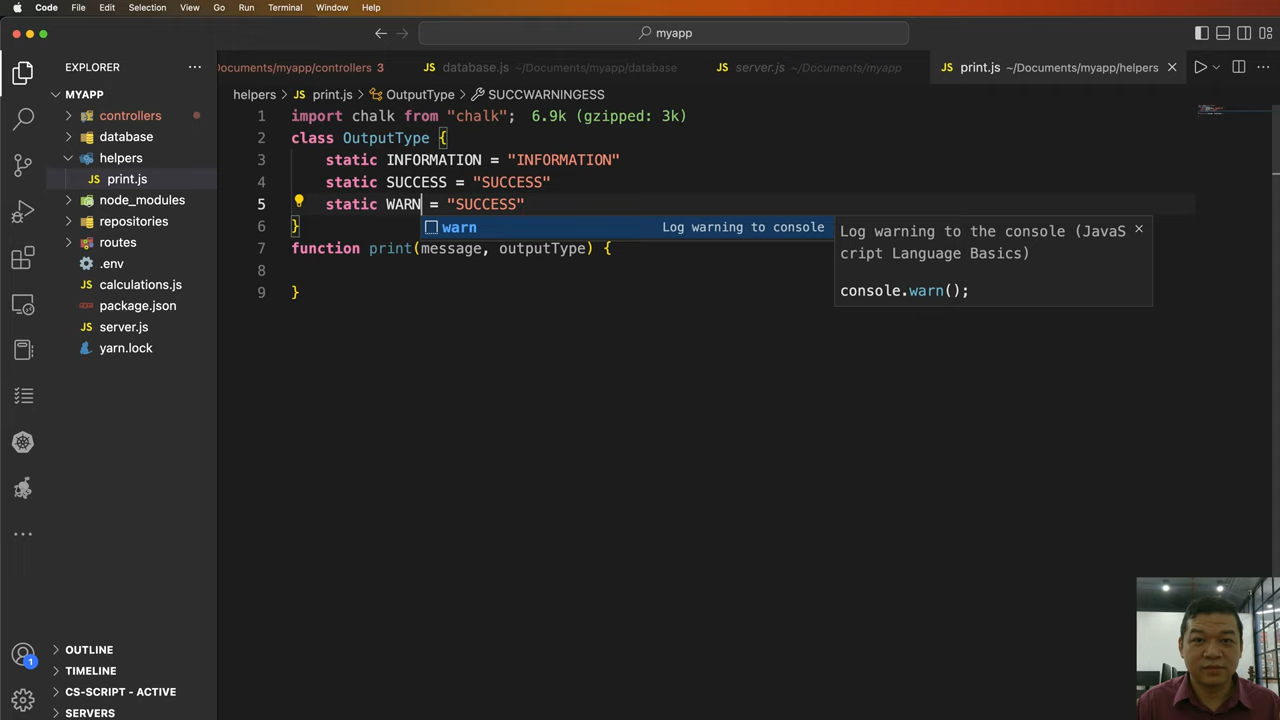 Code File Edit Selection View Go Run Terminal Window Help
myapp
EXPLORER
Documents/myapp/controllers 3
database.js ~/Documents/myapp/database
server.js ~/Documents/myapp
print.js ~/Documents/myapp/helpers
MYAPP
controllers
database
helpers
print.js
node_modules
repositories
routes
.env
calculations.js
package.json
server.js
yarn.lock
OUTLINE
TIMELINE
CS-SCRIPT - ACTIVE
SERVERS
1
helpers > JS print.js > OutputType > SUCCWARNINGESS
1 import chalk from "chalk"; 6.9k (gzipped: 3k)
2 class OutputType {
3 static INFORMATION = "INFORMATION"
4 static SUCCESS = "SUCCESS"
5 static WARN = "SUCCESS"
6 }
warn Log warning to console
7 function print(message, outputType) {
8
9 }
Log warning to the console (JavaS
cript Language Basics)
console.warn();